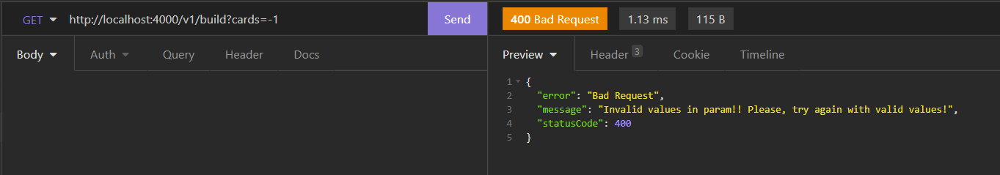 GET http://localhost:4000/v1/build?cards=-1 Send 400 Bad Request 1.13 ms 115 B
Body Auth Query Header Docs Preview Header 3 Cookie Timeline
1 {
2 "error": "Bad Request",
3 "message": "Invalid values in param!! Please, try again with valid values!",
4 "statusCode": 400
5 }